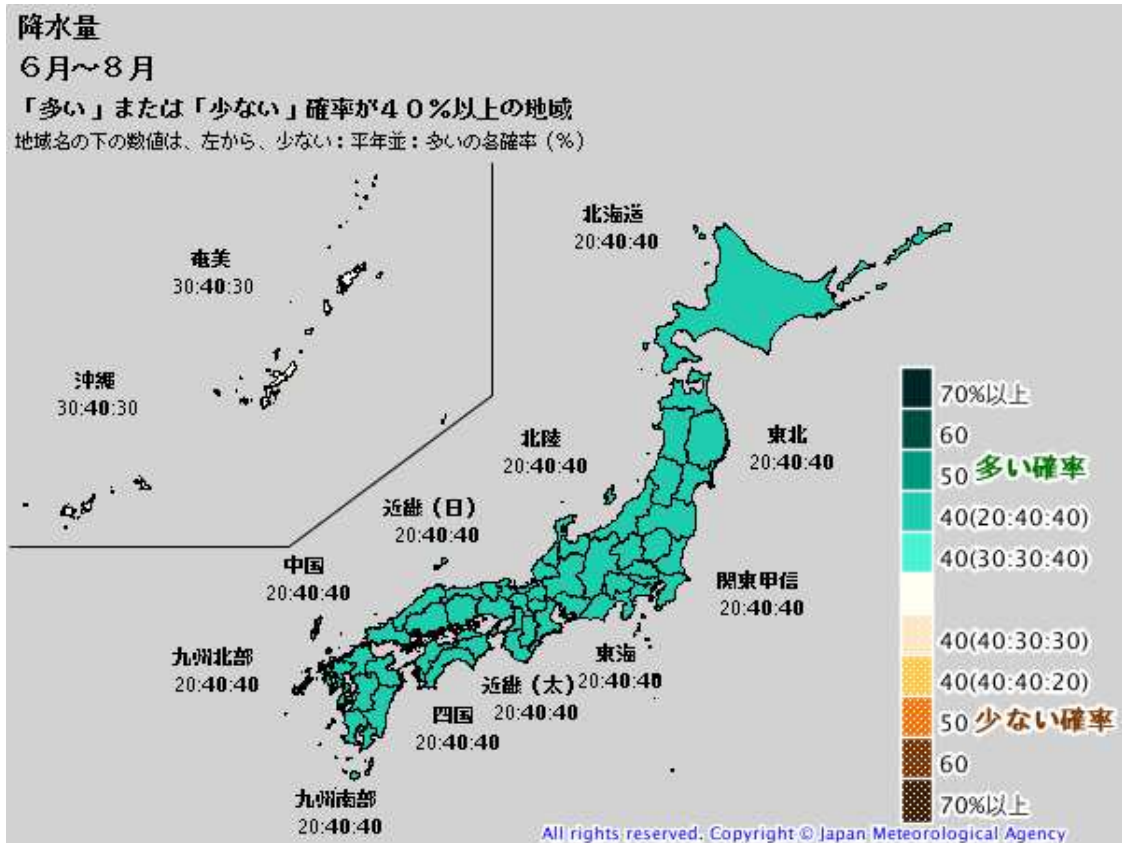 降水量
６月～８月
「多い」または「少ない」確率が４０％以上の地域
地域名の下の数値は、左から、少ない：平年並：多いの各確率（％）
北海道
20:40:40
奄美
30:40:30
沖縄
30:40:30
北陸
20:40:40
東北
20:40:40
近畿（日）
20:40:40
中国
20:40:40
関東甲信
20:40:40
九州北部
20:40:40
東海
20:40:40
近畿（太）
20:40:40
四国
20:40:40
九州南部
20:40:40
70%以上
60
50 多い確率
40(20:40:40)
40(30:30:40)
40(40:30:30)
40(40:40:20)
50 少ない確率
60
70%以上
All rights reserved. Copyright © Japan Meteorological Agency